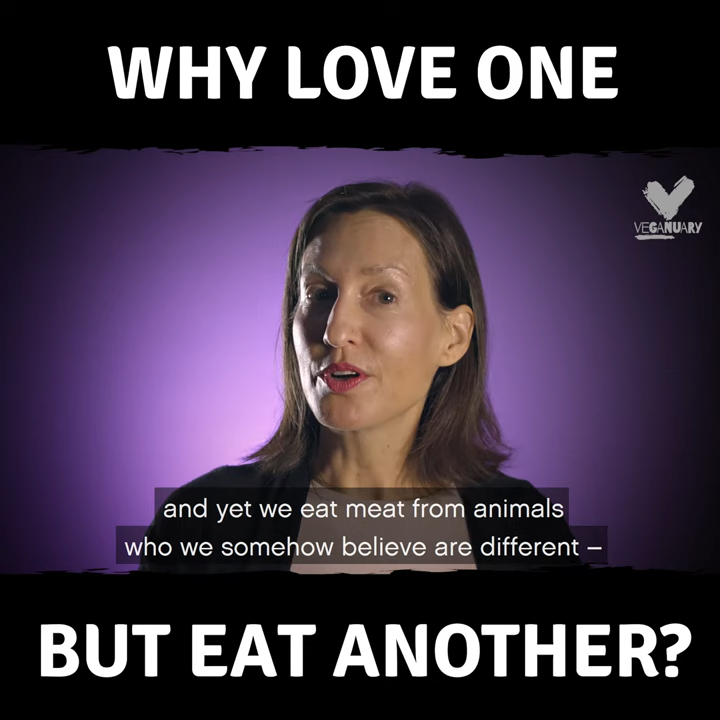 WHY LOVE ONE
VEGANUARY
and yet we eat meat from animals
who we somehow believe are different –
BUT EAT ANOTHER?